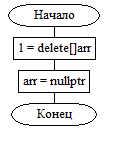 Начало
1 = delete[]arr
arr = nullptr
Конец